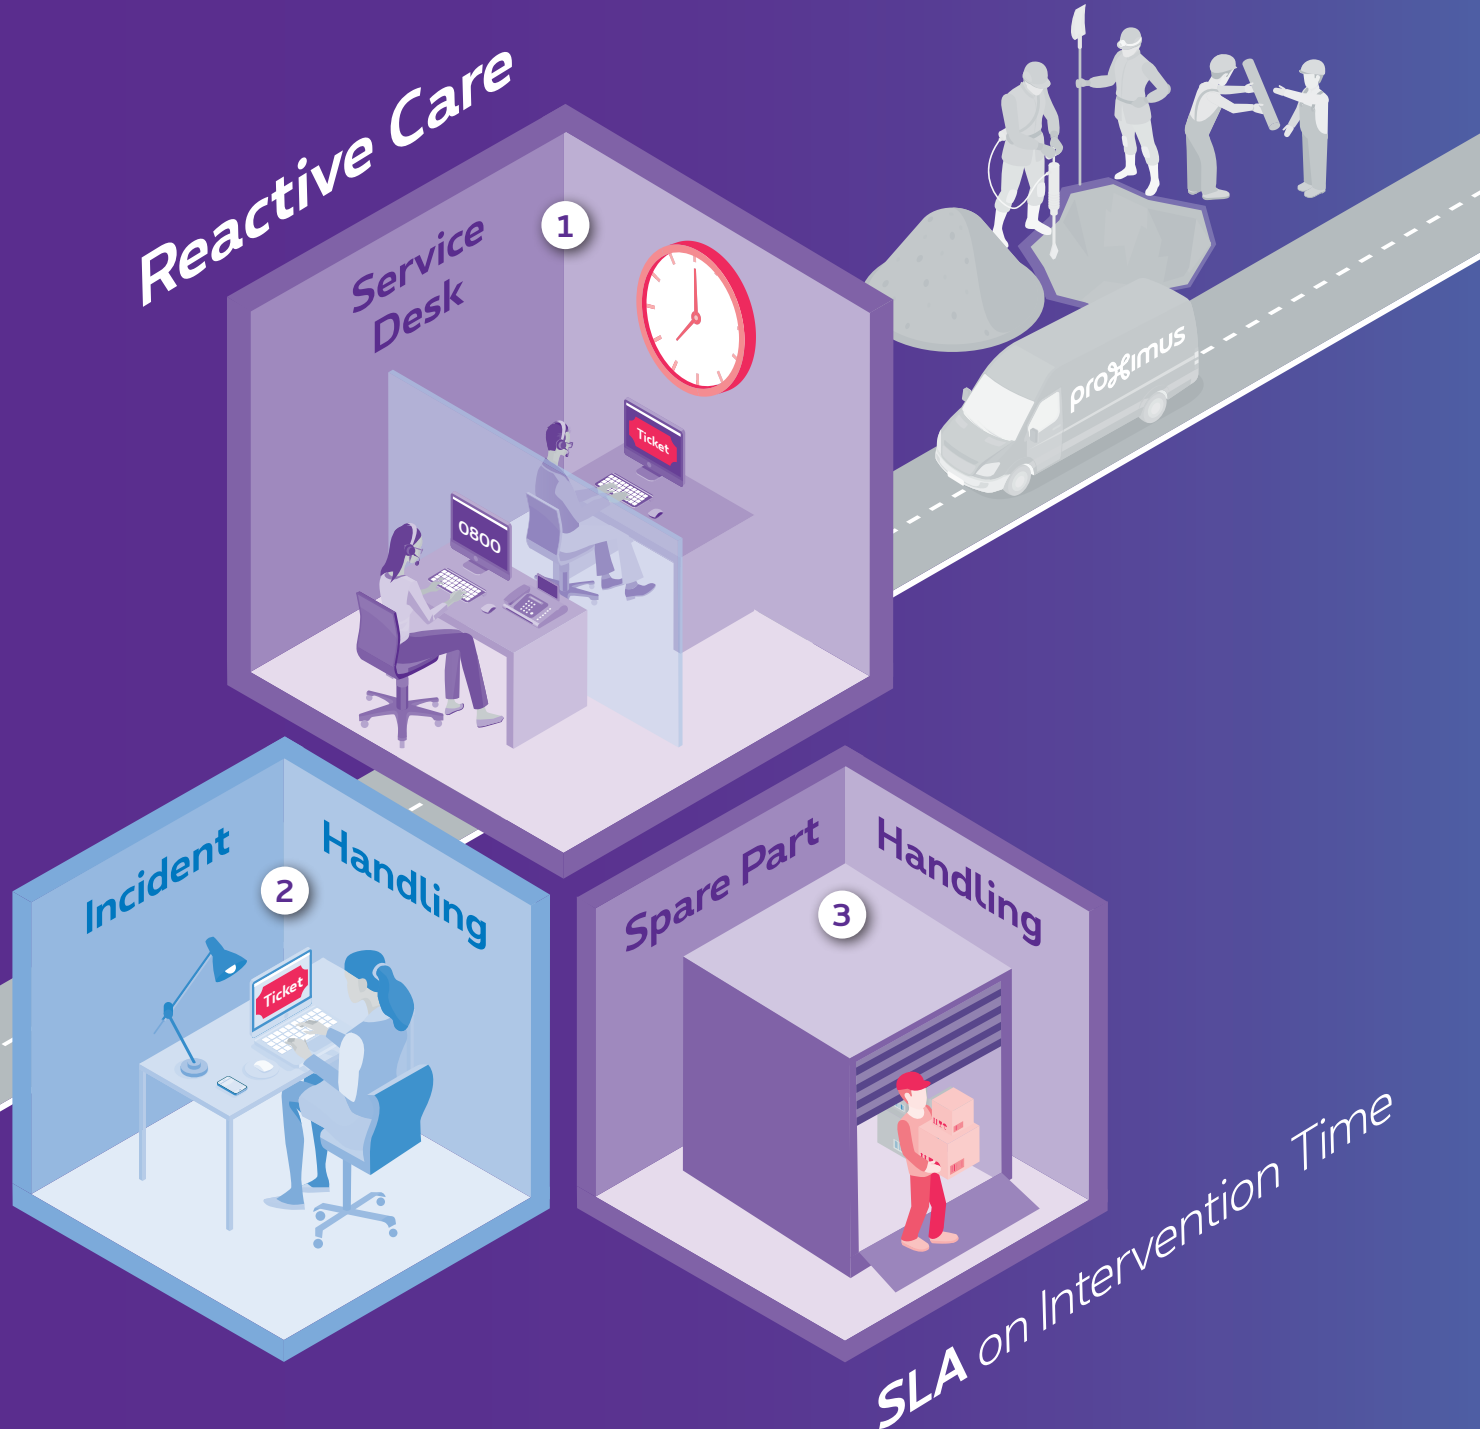 Reactive Care
Service
Desk
1
Ticket
0800
proximus
Incident
Handling
2
Ticket
Spare Part
Handling
3
SLA on Intervention Time